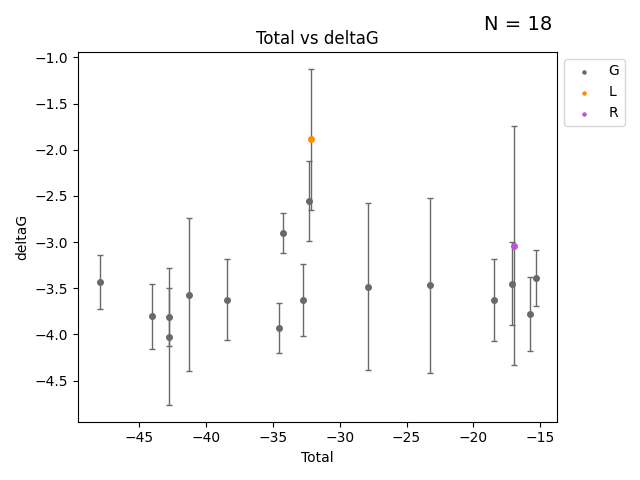 N = 18
Total vs deltaG
G
L
R
−1.0
−1.5
−2.0
−2.5
−3.0
−3.5
−4.0
−4.5
deltaG
−45
−40
−35
−30
−25
−20
−15
Total